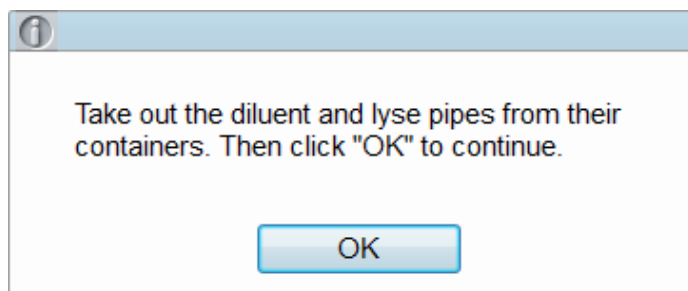 Take out the diluent and lyse pipes from their
containers. Then click "OK" to continue.
OK